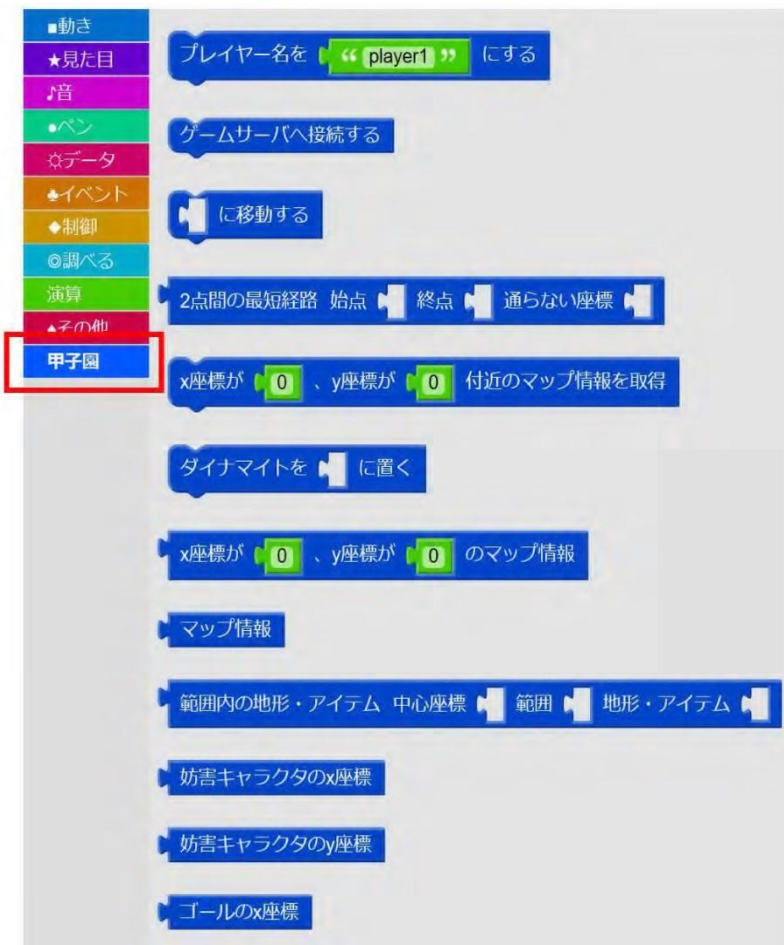 ■動き
★見た目
♪音
●ペン
☼データ
♣イベント
◆制御
◎調べる
演算
▲その他
甲子園
プレイヤー名を “ player1 ” にする
ゲームサーバへ接続する
に移動する
2点間の最短経路 始点 終点 通らない座標
x座標が 0 、y座標が 0 付近のマップ情報を取得
ダイナマイトを に置く
x座標が 0 、y座標が 0 のマップ情報
マップ情報
範囲内の地形・アイテム 中心座標 範囲 地形・アイテム
妨害キャラクタのx座標
妨害キャラクタのy座標
ゴールのx座標